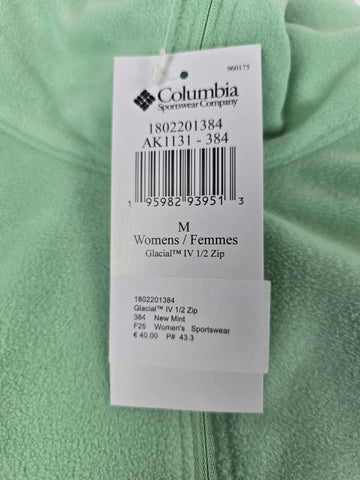 960175
Columbia
Sportswear Company
1802201384
AK1131 - 384
1 95982 93951 3
M
Womens / Femmes
Glacial™ IV 1/2 Zip
1802201384
Glacial™ IV 1/2 Zip
384 New Mint
F25 Women's Sportswear
€ 40.00 P# 43.3